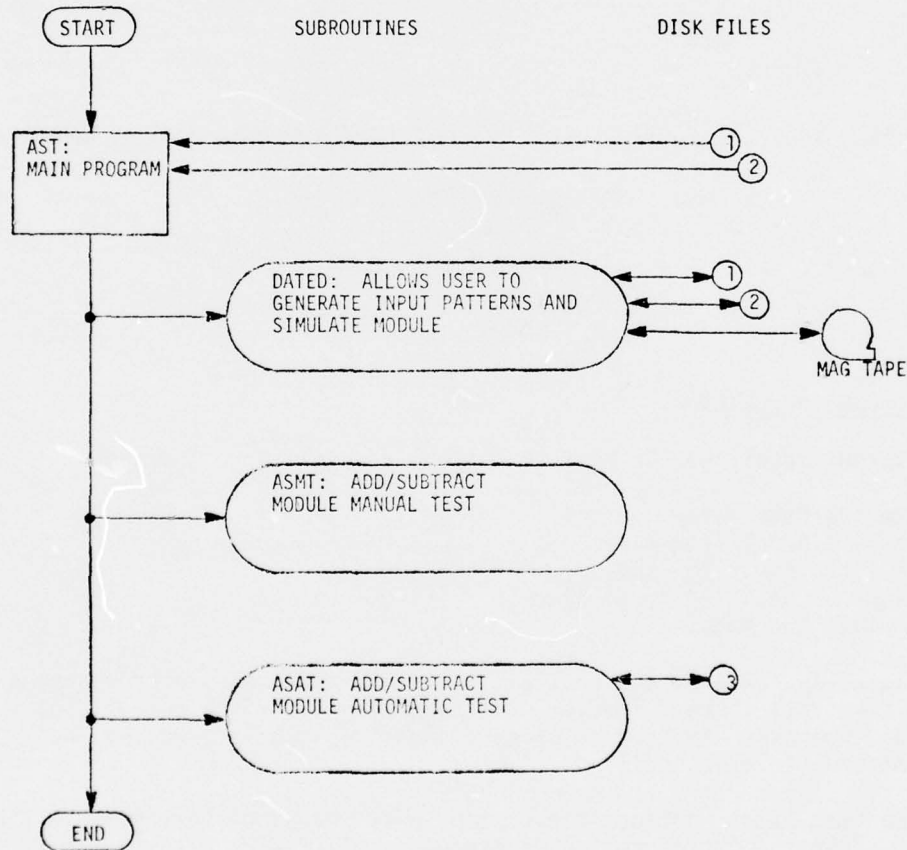 START
SUBROUTINES
DISK FILES
AST:
MAIN PROGRAM
1
2
DATED: ALLOWS USER TO
GENERATE INPUT PATTERNS AND
SIMULATE MODULE
1
2
MAG TAPE
ASMT: ADD/SUBTRACT
MODULE MANUAL TEST
ASAT: ADD/SUBTRACT
MODULE AUTOMATIC TEST
3
END